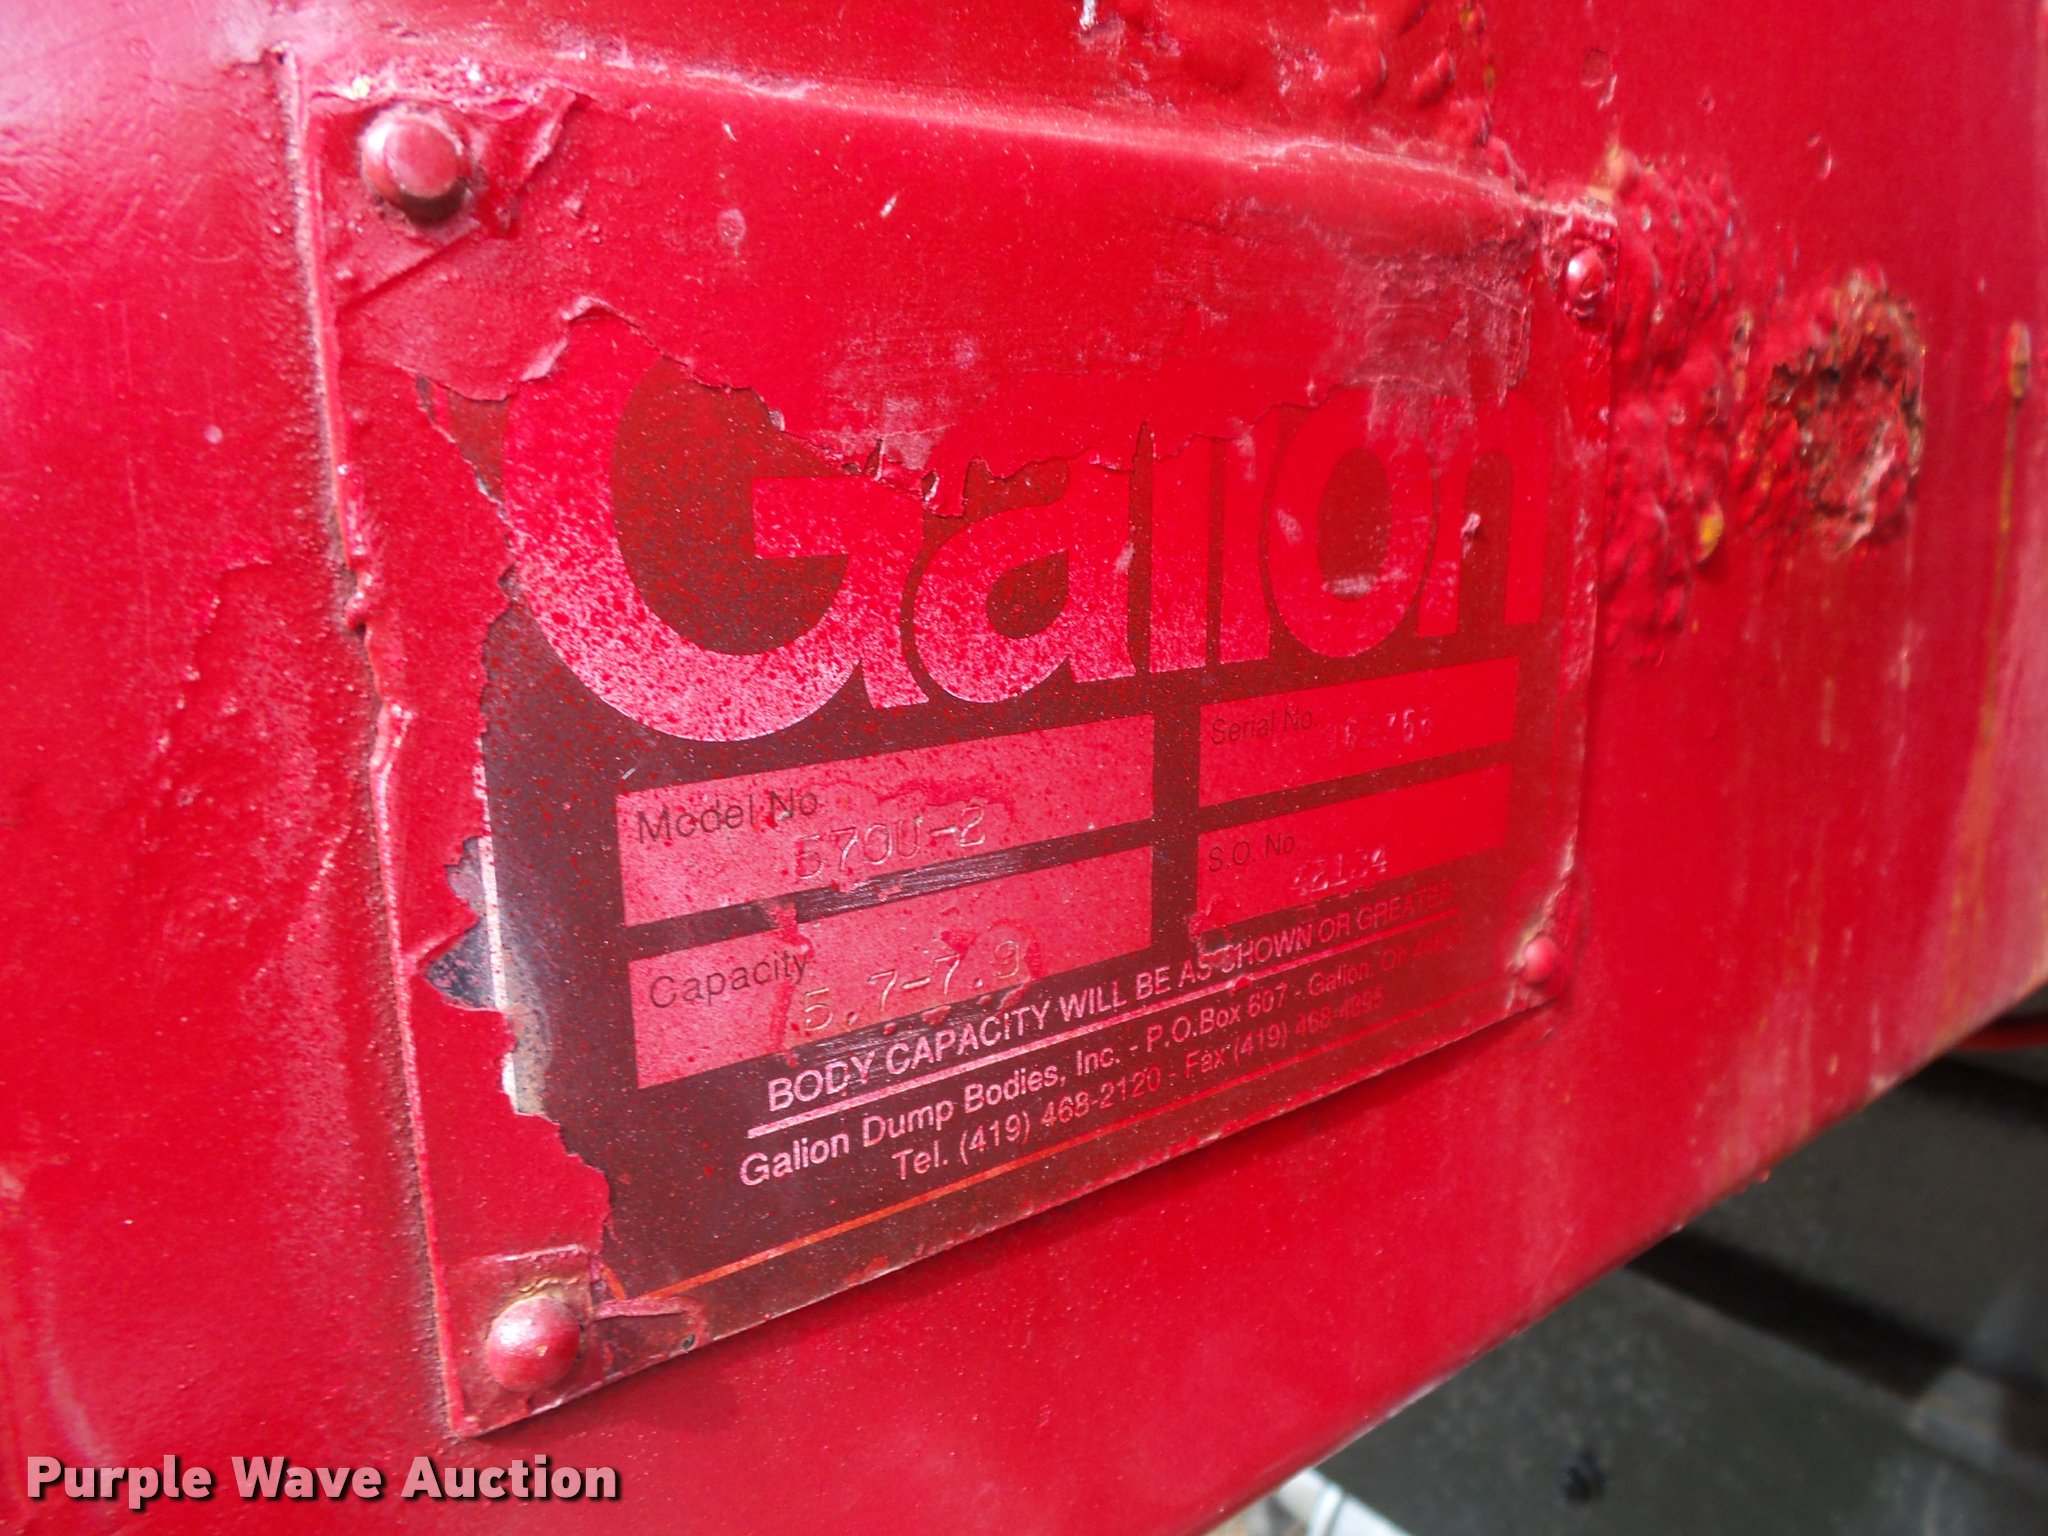 Galion
Model No. 570U-2
Serial No.
Capacity 5.7-7.9
S.O. No.
BODY CAPACITY WILL BE AS SHOWN OR GREATER
Galion Dump Bodies, Inc. - P.O.Box 607 - Galion, Oh
Tel. (419) 468-2120 - Fax (419) 468-4395
Purple Wave Auction